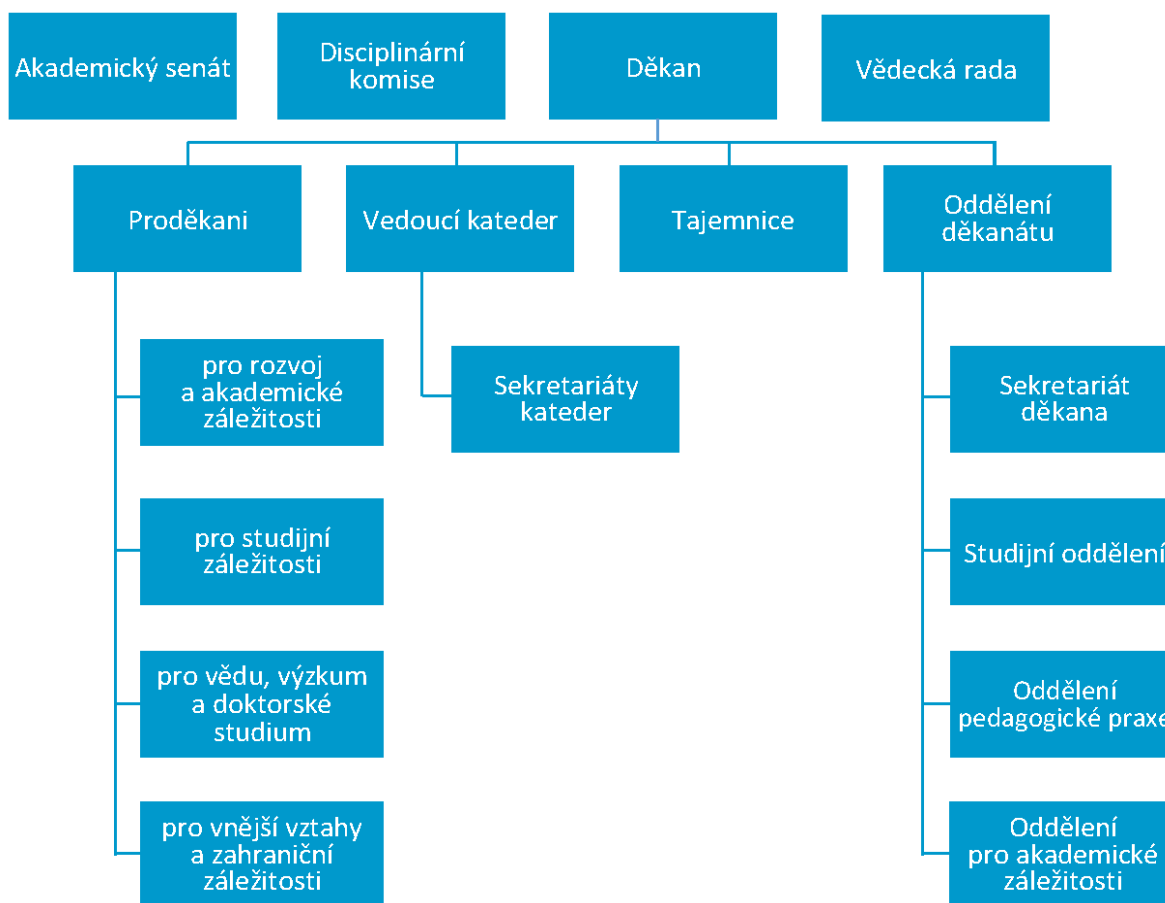 Akademický senát
Disciplinární
komise
Děkan
Vědecká rada
Proděkani
Vedoucí kateder
Tajemnice
Oddělení
děkanátu
pro rozvoj
a akademické
záležitosti
Sekretariáty
kateder
Sekretariát
děkana
pro studijní
záležitosti
Studijní oddělení
pro vědu, výzkum
a doktorské
studium
Oddělení
pedagogické praxe
pro vnější vztahy
a zahraniční
záležitosti
Oddělení
pro akademické
záležitosti